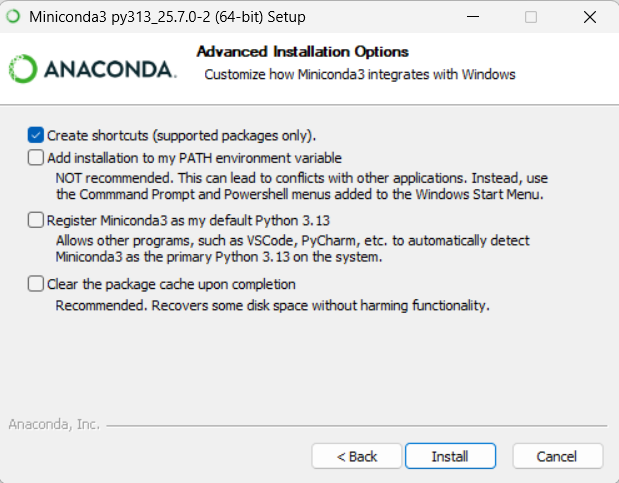 Miniconda3 py313_25.7.0-2 (64-bit) Setup
Advanced Installation Options
ANACONDA.
Customize how Miniconda3 integrates with Windows
Create shortcuts (supported packages only).
Add installation to my PATH environment variable
NOT recommended. This can lead to conflicts with other applications. Instead, use
the Commmand Prompt and Powershell menus added to the Windows Start Menu.
Register Miniconda3 as my default Python 3.13
Allows other programs, such as VSCode, PyCharm, etc. to automatically detect
Miniconda3 as the primary Python 3.13 on the system.
Clear the package cache upon completion
Recommended. Recovers some disk space without harming functionality.
Anaconda, Inc.
< Back
Install
Cancel